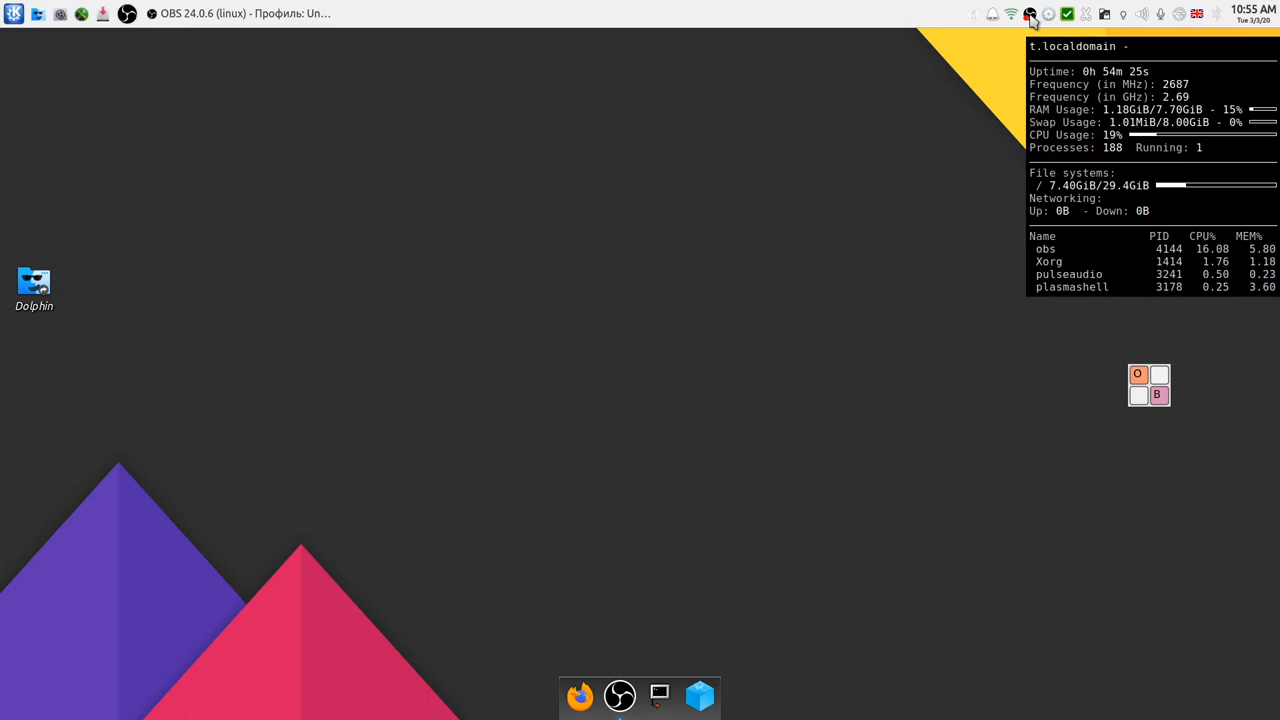 OBS 24.0.6 (linux) - Профиль: Un...
10:55 AM
Tue 3/3/20
t.localdomain -
Uptime: 0h 54m 25s
Frequency (in MHz): 2687
Frequency (in GHz): 2.69
RAM Usage: 1.18GiB/7.70GiB - 15%
Swap Usage: 1.01MiB/8.00GiB - 0%
CPU Usage: 19%
Processes: 188 Running: 1
File systems:
/ 7.40GiB/29.4GiB
Networking:
Up: 0B - Down: 0B
Name PID CPU% MEM%
obs 4144 16.08 5.80
Xorg 1414 1.76 1.18
pulseaudio 3241 0.50 0.23
plasmashell 3178 0.25 3.60
Dolphin
O
B